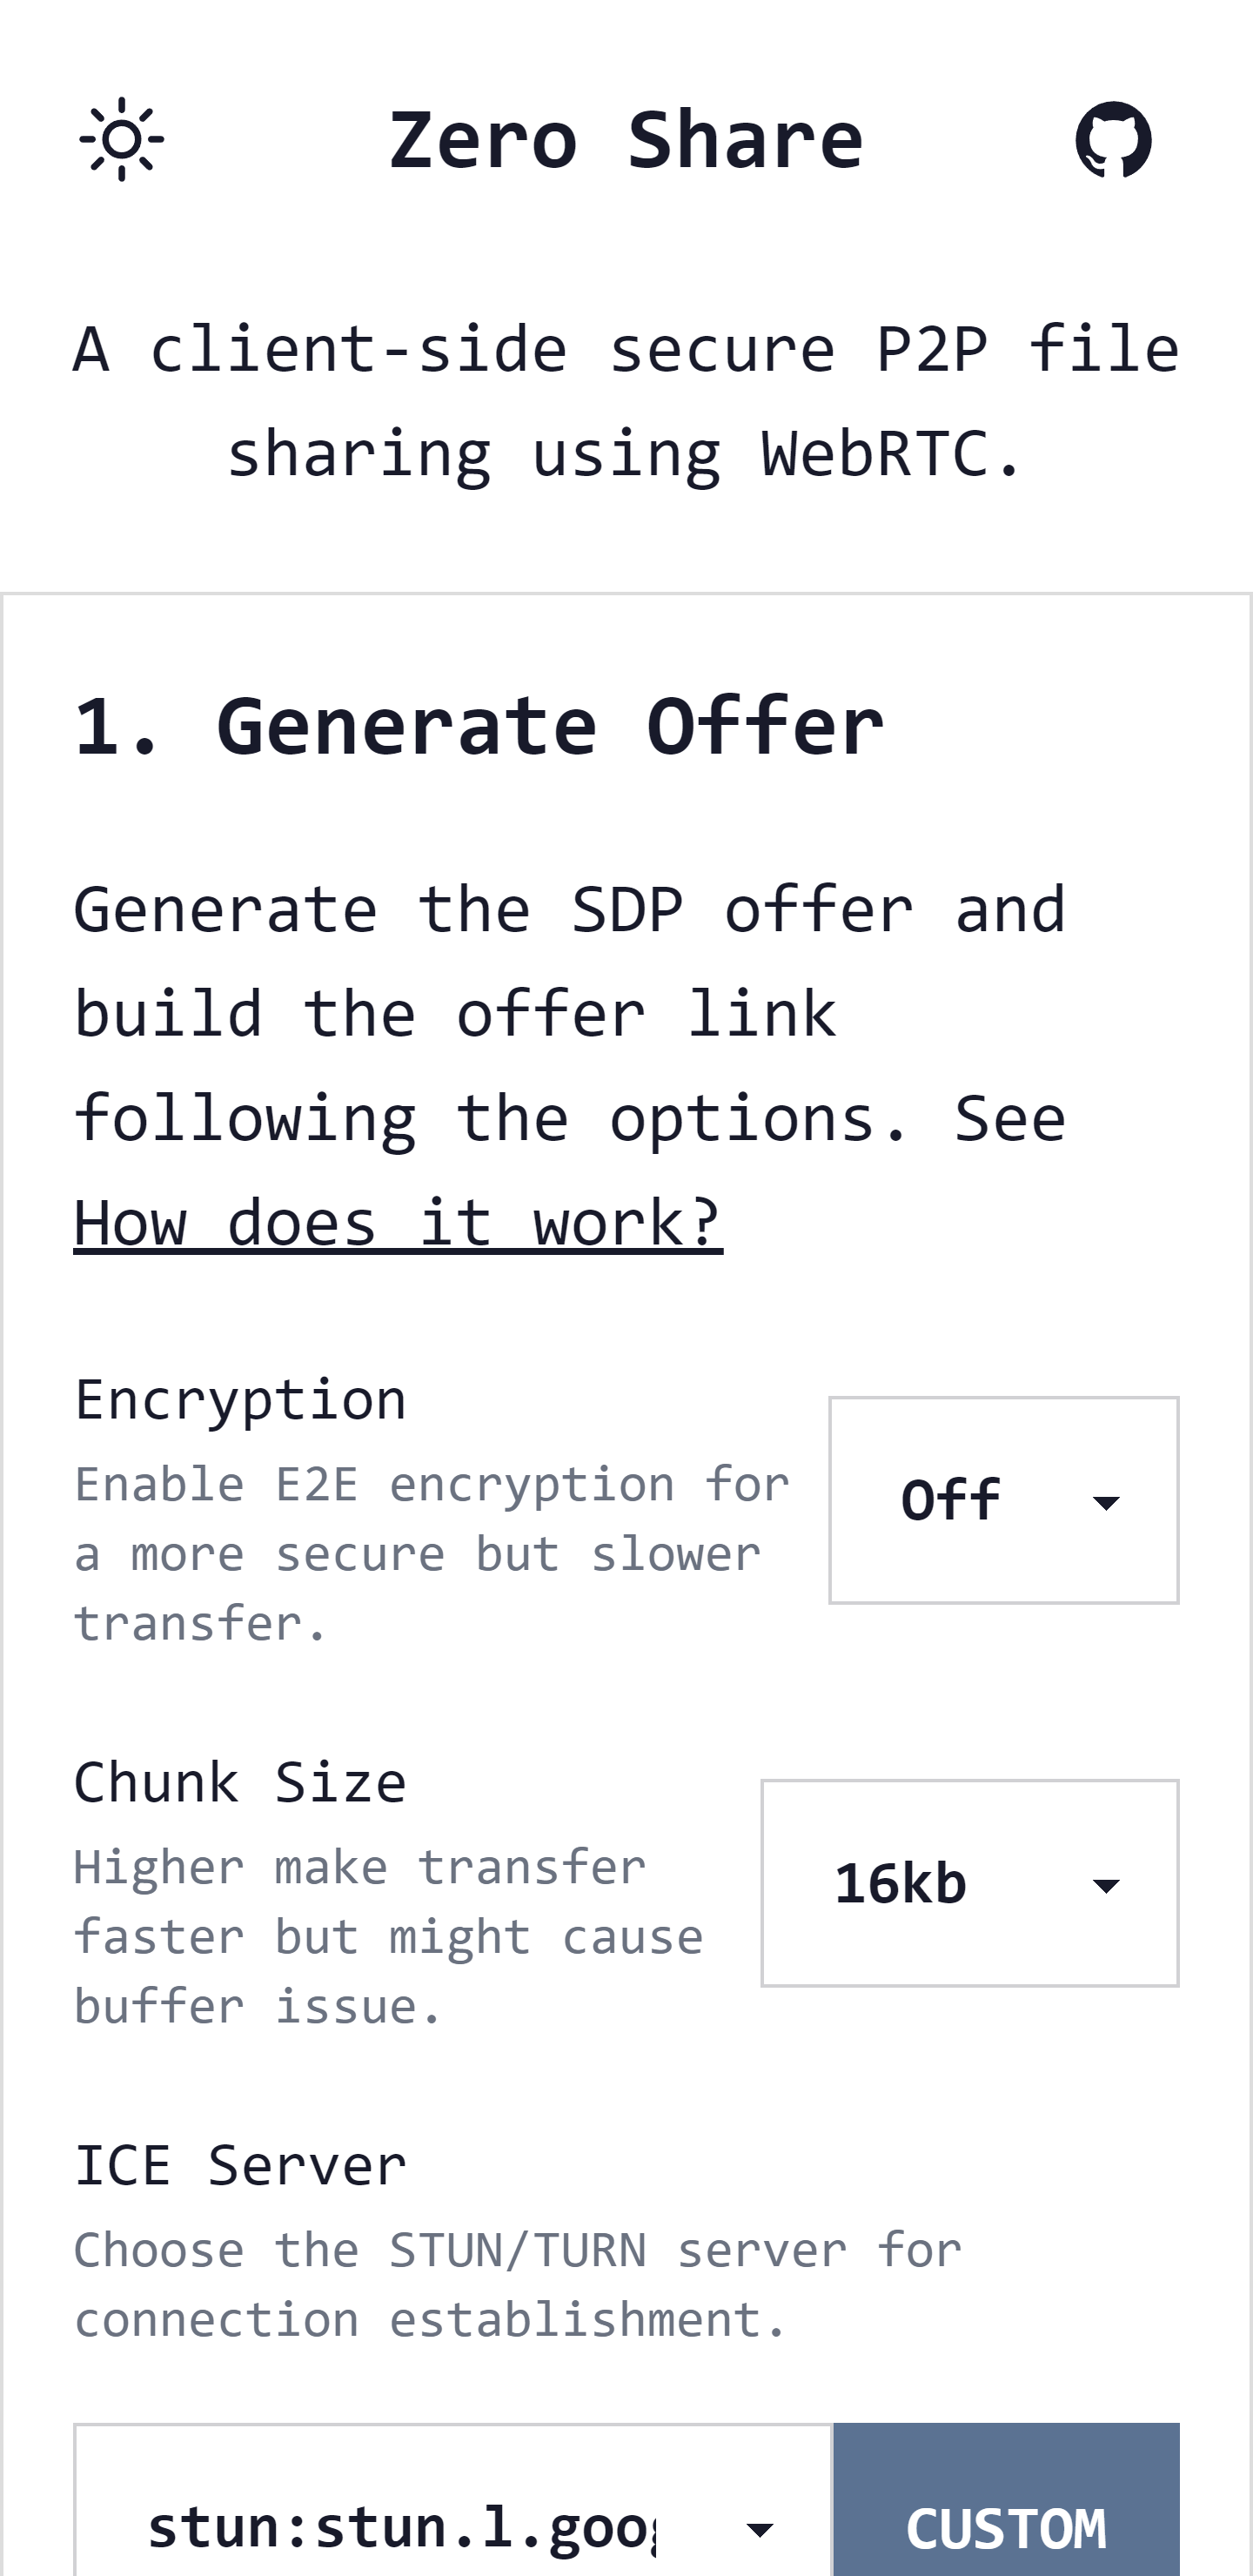 Zero Share
A client-side secure P2P file
sharing using WebRTC.
1. Generate Offer
Generate the SDP offer and
build the offer link
following the options. See
How does it work?
Encryption
Enable E2E encryption for
a more secure but slower
transfer.
Off
Chunk Size
Higher make transfer
faster but might cause
buffer issue.
16kb
ICE Server
Choose the STUN/TURN server for
connection establishment.
stun:stun.l.goog
CUSTOM